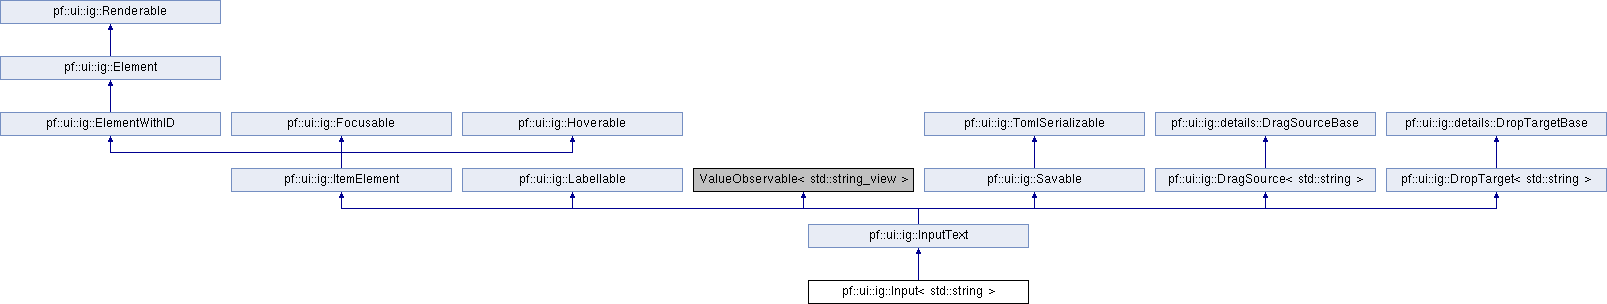 pf::ui::ig::Renderable
pf::ui::ig::Element
pf::ui::ig::ElementWithID
pf::ui::ig::Focusable
pf::ui::ig::Hoverable
pf::ui::ig::TomlSerializable
pf::ui::ig::details::DragSourceBase
pf::ui::ig::details::DropTargetBase
pf::ui::ig::ItemElement
pf::ui::ig::Labellable
ValueObservable< std::string_view >
pf::ui::ig::Savable
pf::ui::ig::DragSource< std::string >
pf::ui::ig::DropTarget< std::string >
pf::ui::ig::InputText
pf::ui::ig::Input< std::string >